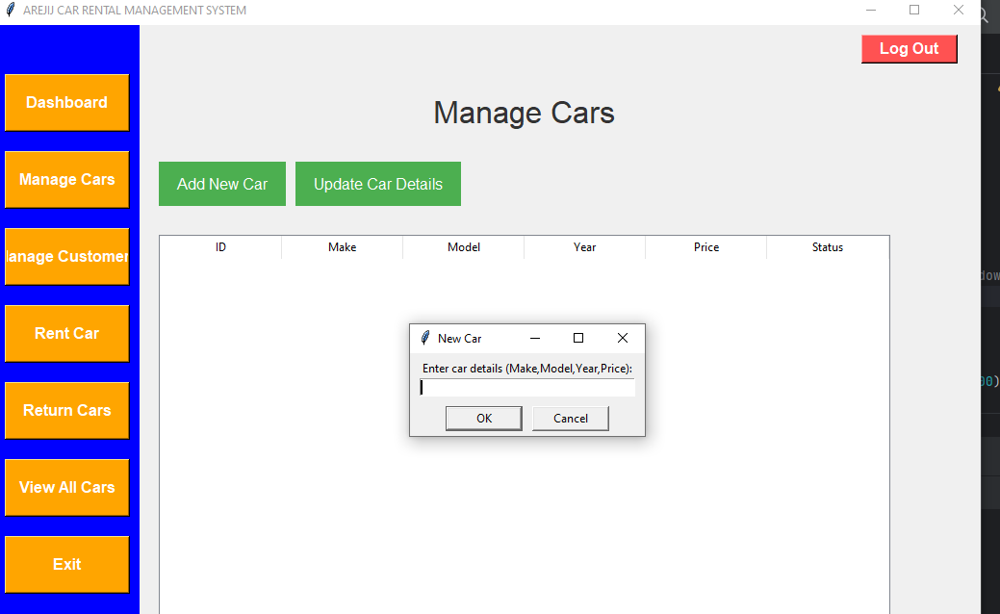 AREJIJ CAR RENTAL MANAGEMENT SYSTEM
Log Out
Dashboard
Manage Cars
Manage Cars
Add New Car
Update Car Details
anage Customer
ID Make Model Year Price Status
Rent Car
New Car
Enter car details (Make,Model,Year,Price):
OK Cancel
Return Cars
View All Cars
Exit
dow
00)